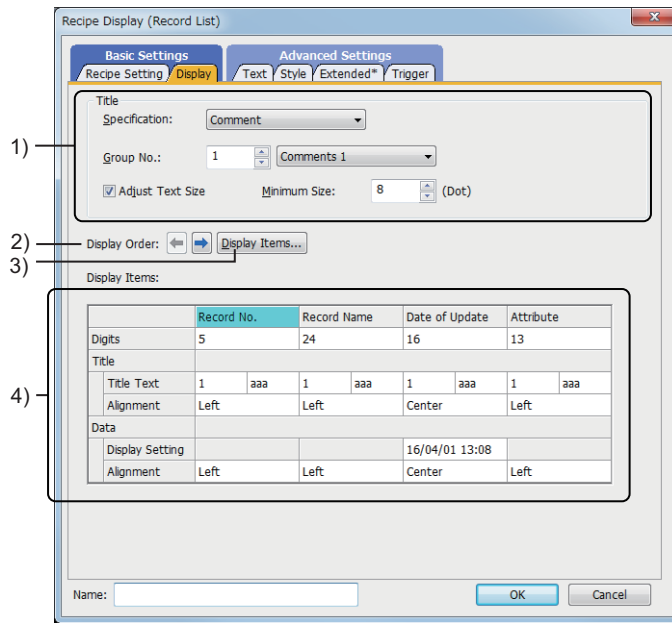 Recipe Display (Record List)
Basic Settings Advanced Settings
Recipe Setting Display Text Style Extended* Trigger
Title
Specification: Comment
1)
Group No.: 1 Comments 1
Adjust Text Size Minimum Size: 8 (Dot)
2) Display Order: Display Items...
3)
Display Items:
Record No. Record Name Date of Update Attribute
Digits 5 24 16 13
Title
Title Text 1 aaa 1 aaa 1 aaa 1 aaa
4)
Alignment Left Left Center Left
Data
Display Setting 16/04/01 13:08
Alignment Left Left Center Left
Name: OK Cancel